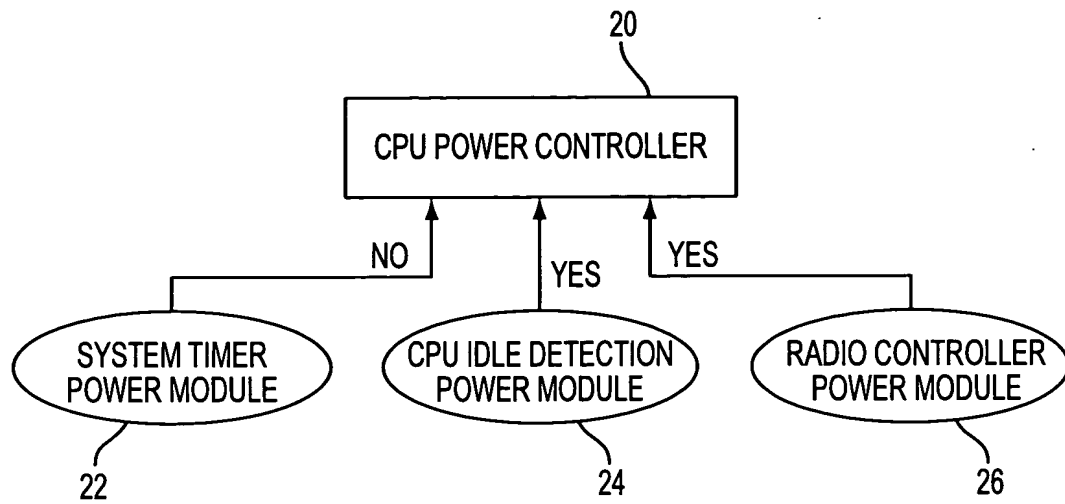 20
CPU POWER CONTROLLER
NO
YES
YES
SYSTEM TIMER
POWER MODULE
CPU IDLE DETECTION
POWER MODULE
RADIO CONTROLLER
POWER MODULE
22
24
26